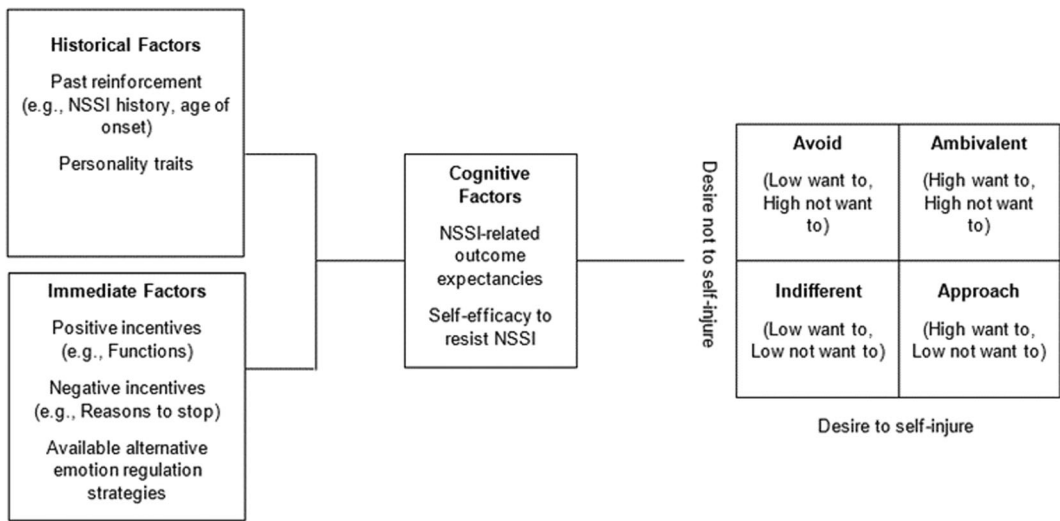 Historical Factors
Past reinforcement
(e.g., NSSI history, age of
onset)
Personality traits
Immediate Factors
Positive incentives
(e.g., Functions)
Negative incentives
(e.g., Reasons to stop)
Available alternative
emotion regulation
strategies
Cognitive
Factors
NSSI-related
outcome
expectancies
Self-efficacy to
resist NSSI
Desire not to self-injure
Avoid
(Low want to,
High not want
to)
Ambivalent
(High want to,
High not want
to)
Indifferent
(Low want to,
Low not want to)
Approach
(High want to,
Low not want to)
Desire to self-injure